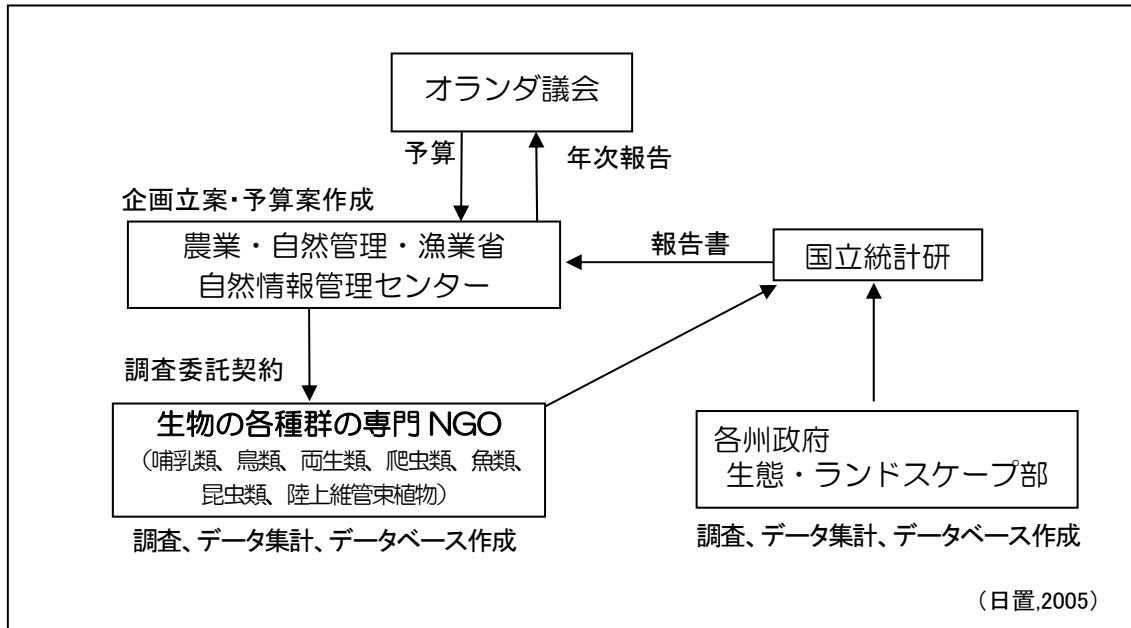 オランダ議会
予算
年次報告
企画立案・予算案作成
農業・自然管理・漁業省
自然情報管理センター
報告書
国立統計研
調査委託契約
生物の各種群の専門 NGO
（哺乳類、鳥類、両生類、爬虫類、魚類、
昆虫類、陸上維管束植物）
調査、データ集計、データベース作成
各州政府
生態・ランドスケープ部
調査、データ集計、データベース作成
（日置,2005）